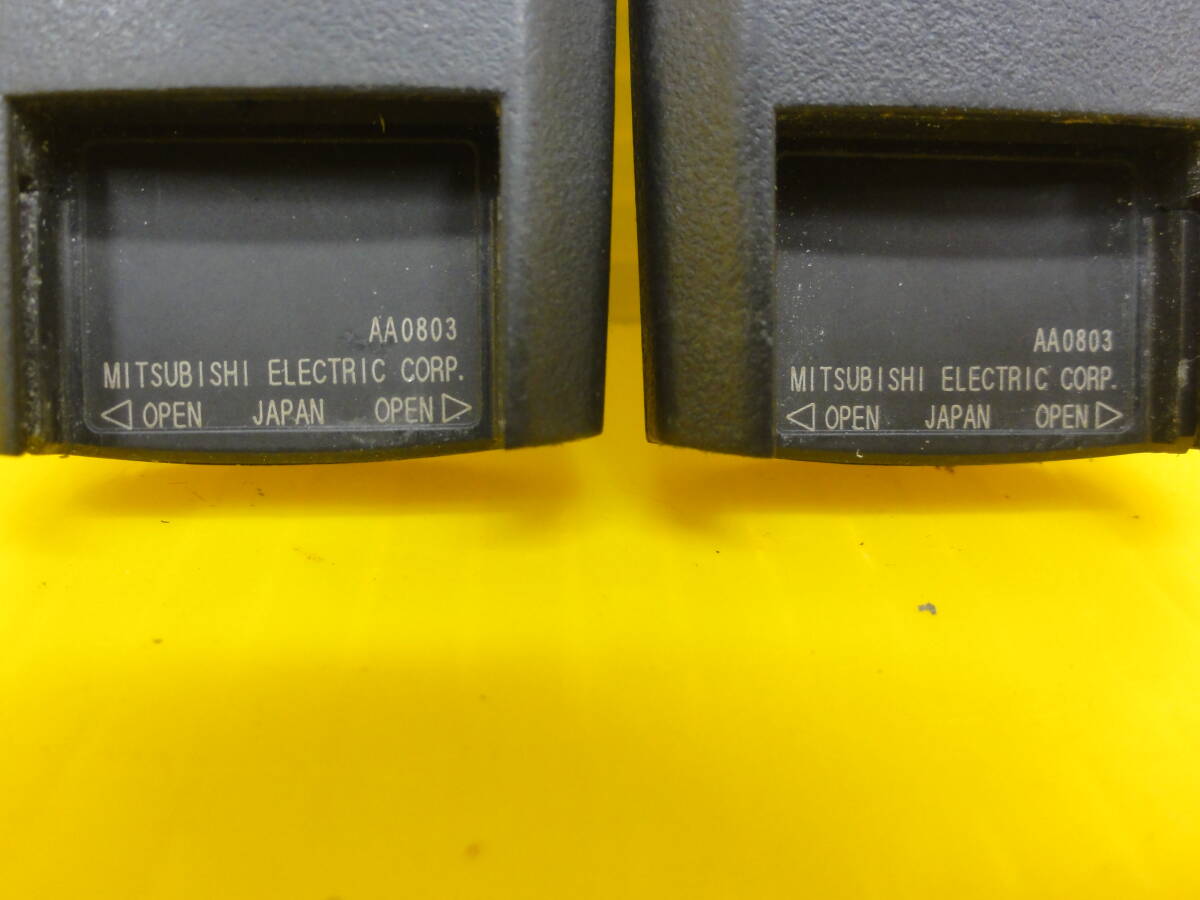 AA0803
MITSUBISHI ELECTRIC CORP.
◁ OPEN JAPAN OPEN ▷
AA0803
MITSUBISHI ELECTRIC CORP.
◁ OPEN JAPAN OPEN ▷